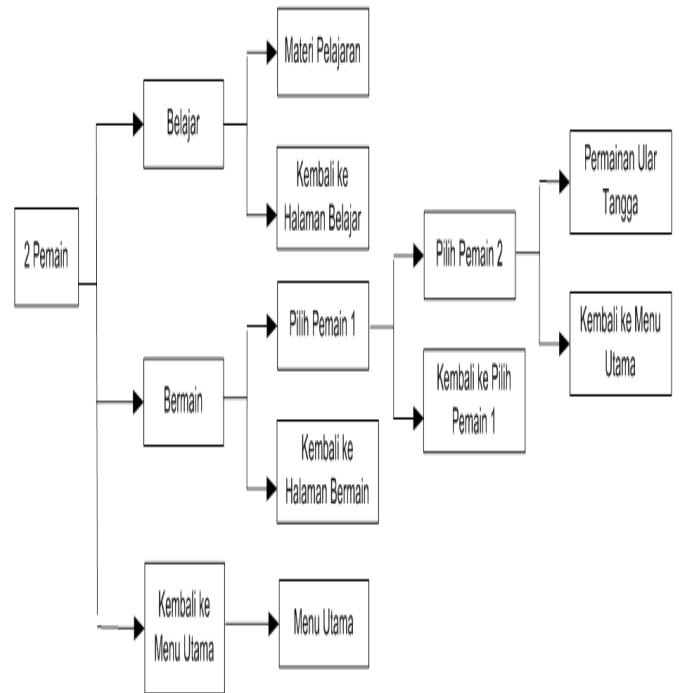 2 Pemain
Belajar
Materi Pelajaran
Kembali ke
Halaman Belajar
Bermain
Pilih Pemain 1
Pilih Pemain 2
Permainan Ular
Tangga
Kembali ke Menu
Utama
Kembali ke Pilih
Pemain 1
Kembali ke
Halaman Bermain
Kembali ke
Menu Utama
Menu Utama